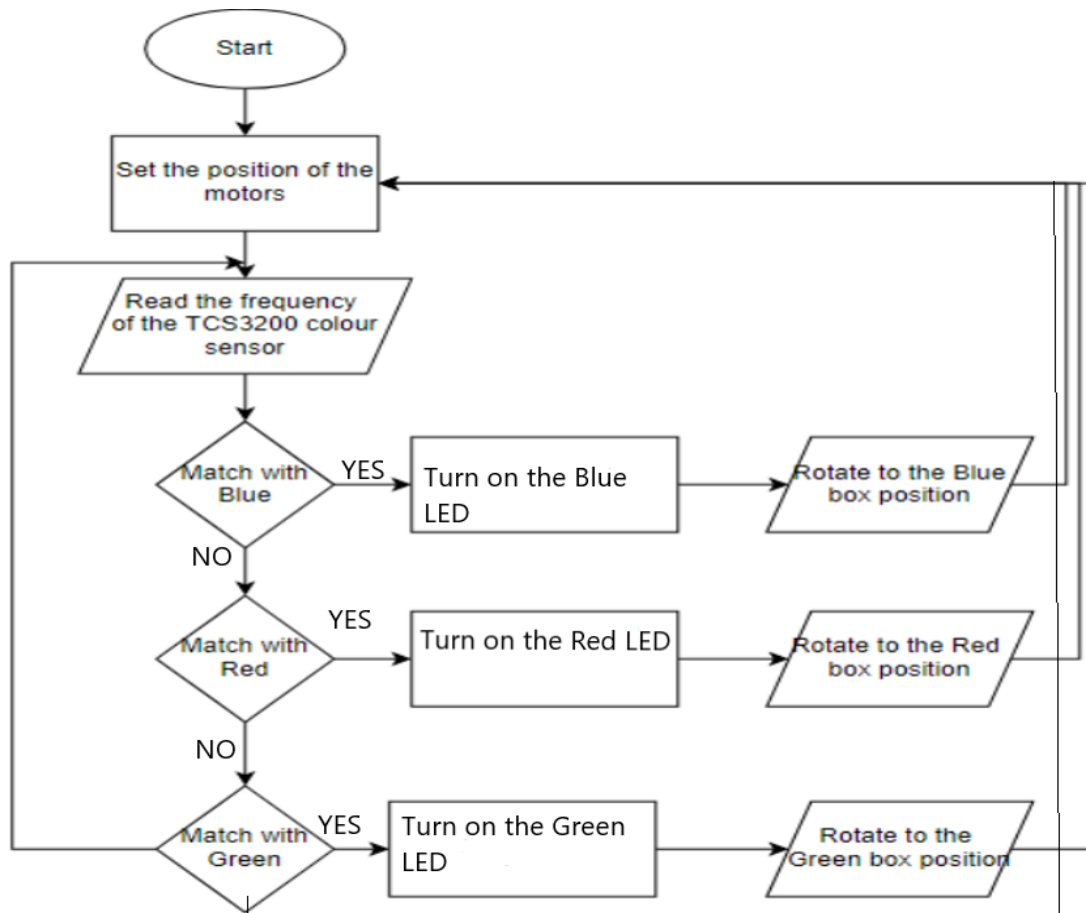 Start
Set the position of the
motors
Read the frequency
of the TCS3200 colour
sensor
Match with
Blue
YES
Turn on the Blue
LED
Rotate to the Blue
box position
NO
Match with
Red
YES
Turn on the Red LED
Rotate to the Red
box position
NO
Match with
Green
YES
Turn on the Green
LED
Rotate to the
Green box position